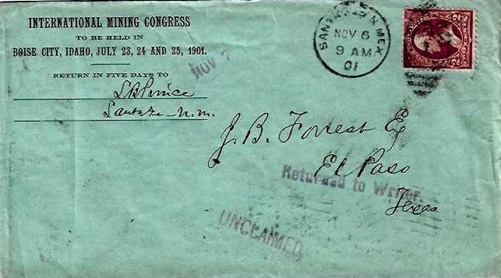 INTERNATIONAL MINING CONGRESS
TO BE HELD IN
BOISE CITY, IDAHO, JULY 23, 24 AND 25, 1901.
RETURN IN FIVE DAYS TO
L B Prince
Santa Fe - N. M.
NOV 7
SANTA FE N. MEX.
NOV 6
9 AM
01
J. B. Forrest Eq
El Paso
Texas
Returned to Writer.
UNCLAIMED